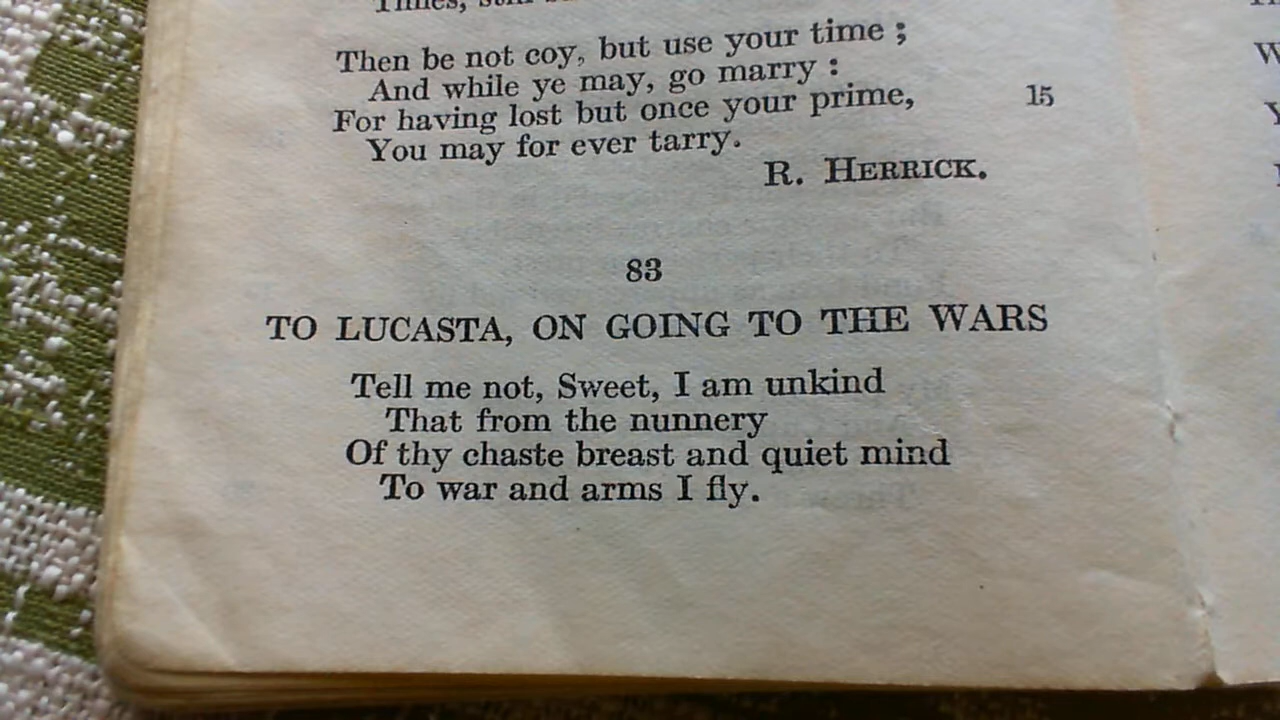 Times, still
Then be not coy, but use your time ;
And while ye may, go marry :
For having lost but once your prime, 15
You may for ever tarry.
R. HERRICK.
83
TO LUCASTA, ON GOING TO THE WARS
Tell me not, Sweet, I am unkind
That from the nunnery
Of thy chaste breast and quiet mind
To war and arms I fly.